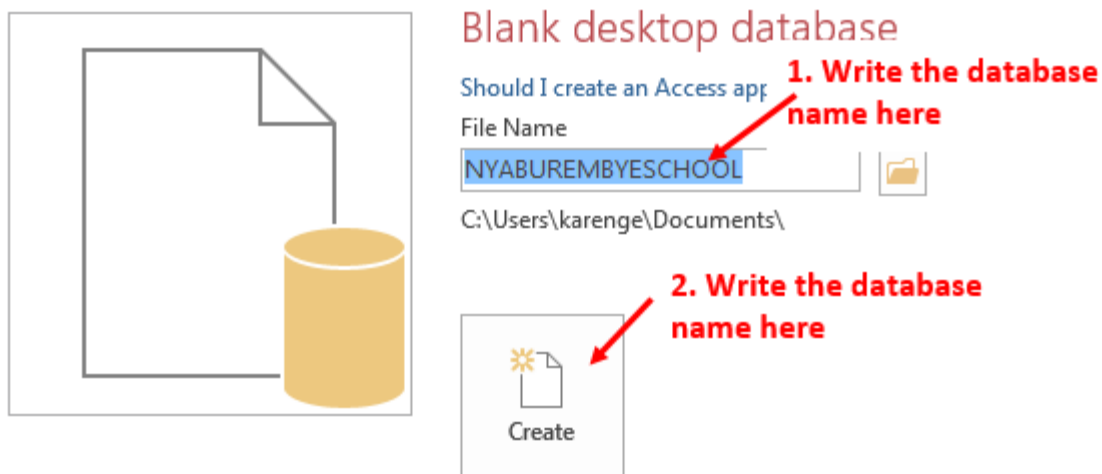 Blank desktop database
Should I create an Access app
1. Write the database
name here
File Name
NYABUREMBYESCHOOL
C:\Users\karenge\Documents\
2. Write the database
name here
Create